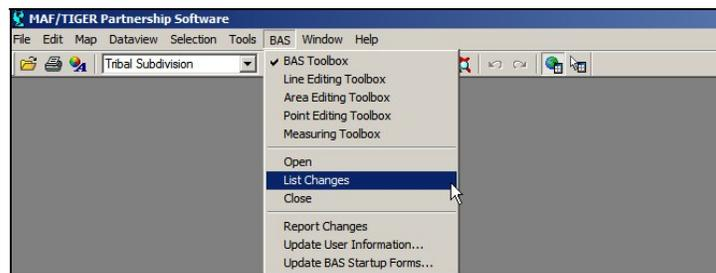 MAF/TIGER Partnership Software
File Edit Map Dataview Selection Tools BAS Window Help
Tribal Subdivision
BAS Toolbox
Line Editing Toolbox
Area Editing Toolbox
Point Editing Toolbox
Measuring Toolbox
Open
List Changes
Close
Report Changes
Update User Information...
Update BAS Startup Forms...